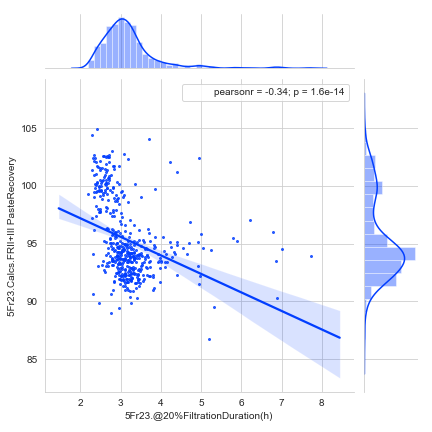 pearsonr = -0.34; p = 1.6e-14
105
100
95
90
85
5Fr23.Calcs.FRII+III PasteRecovery
2 3 4 5 6 7 8
5Fr23.@20%FiltrationDuration(h)